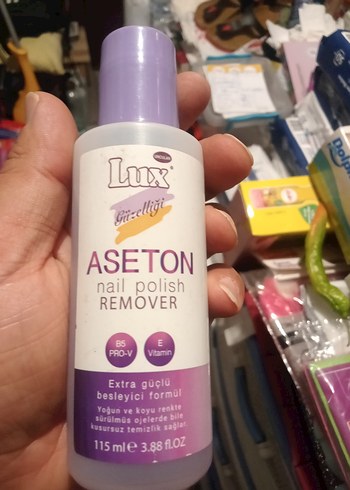 Lux
Güzelliği
ASETON
nail polish
REMOVER
B5
PRO-V
E
Vitamin
Extra güçlü
besleyici formül
Yoğun ve koyu renkte
sürülmüş ojelerde bile
kusursuz temizlik sağlar.
115 ml ℮ 3.88 fl.OZ
Dolph